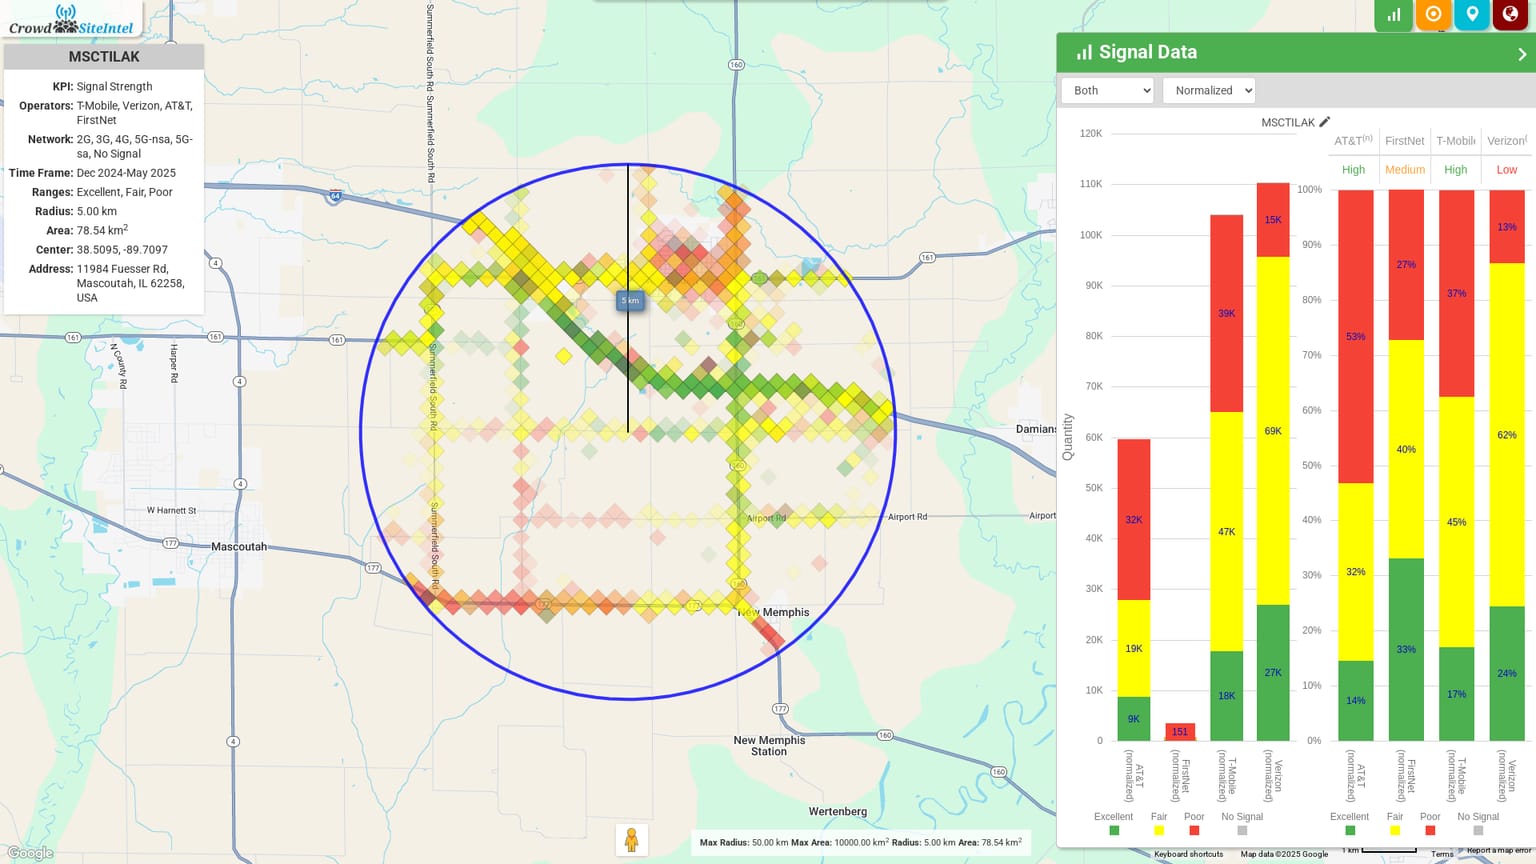 Crowd SiteIntel
MSCTILAK
KPI: Signal Strength
Operators: T-Mobile, Verizon, AT&T,
FirstNet
Network: 2G, 3G, 4G, 5G-nsa, 5G-
sa, No Signal
Time Frame: Dec 2024-May 2025
Ranges: Excellent, Fair, Poor
Radius: 5.00 km
Area: 78.54 km²
Center: 38.5095, -89.7097
Address: 11984 Fuesser Rd,
Mascoutah, IL 62258,
USA
Summerfield South Rd
Summerfield South Rd
160
64
4
161
161
161
161
161
5 km
160
N County Rd
Harper Rd
4
Summerfield South Rd
Damians
160
4
W Harnett St
177
Mascoutah
177
Summerfield South Rd
Airport Rd
Airport Rd
Airport
160
177
177
New Memphis
4
177
New Memphis
Station
160
160
Wertenberg
Google
Max Radius: 50.00 km Max Area: 10000.00 km² Radius: 5.00 km Area: 78.54 km²
Signal Data
Both
Normalized
MSCTILAK
Quantity
120K
110K
100K
90K
80K
70K
60K
50K
40K
30K
20K
10K
0
32K
19K
9K
151
39K
47K
18K
15K
69K
27K
AT&T
(normalized)
FirstNet
(normalized)
T-Mobile
(normalized)
Verizon
(normalized)
Excellent
Fair
Poor
No Signal
AT&T(n)
FirstNet
T-Mobile
Verizon(
High
Medium
High
Low
100%
90%
80%
70%
60%
50%
40%
30%
20%
10%
0%
53%
32%
14%
27%
40%
33%
37%
45%
17%
13%
62%
24%
AT&T
(normalized)
FirstNet
(normalized)
T-Mobile
(normalized)
Verizon
(normalized)
Excellent
Fair
Poor
No Signal
Keyboard shortcuts
Map data ©2025 Google
1 km
Terms
Report a map error